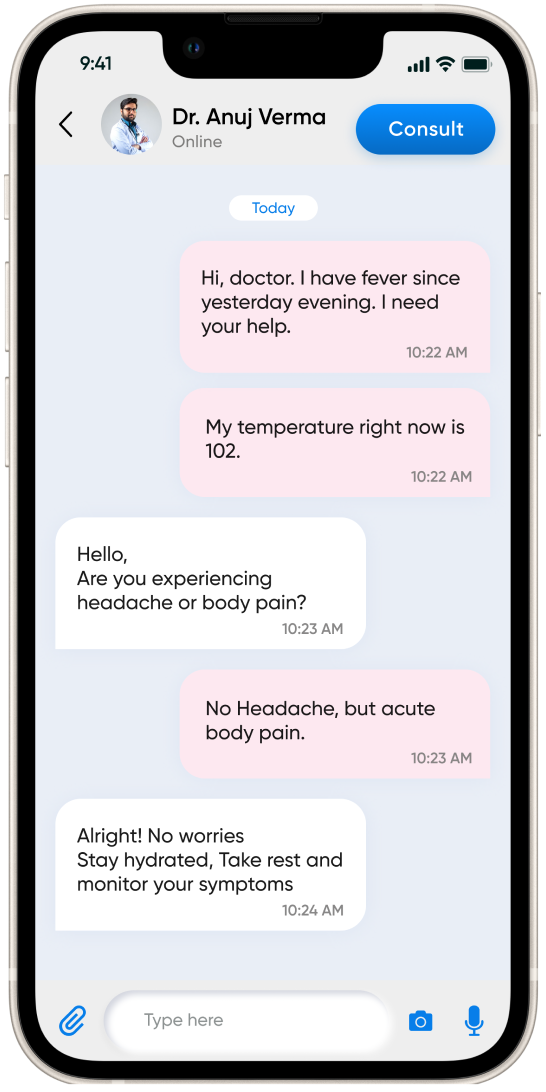 9:41
Dr. Anuj Verma
Online
Consult
Today
Hi, doctor. I have fever since
yesterday evening. I need
your help.
10:22 AM
My temperature right now is
102.
10:22 AM
Hello,
Are you experiencing
headache or body pain?
10:23 AM
No Headache, but acute
body pain.
10:23 AM
Alright! No worries
Stay hydrated, Take rest and
monitor your symptoms
10:24 AM
Type here